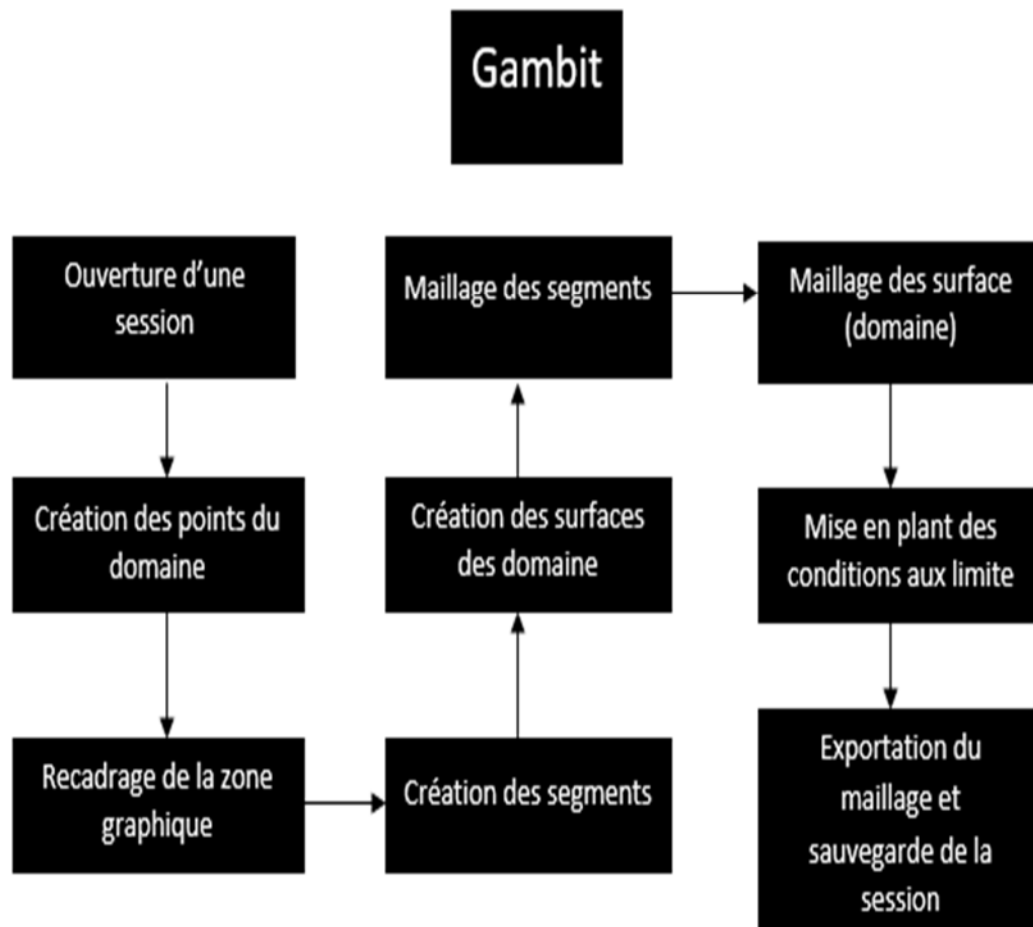 Gambit
Ouverture d'une
session
Création des points du
domaine
Recadrage de la zone
graphique
Création des segments
Création des surfaces
des domaine
Maillage des segments
Maillage des surface
(domaine)
Mise en plant des
conditions aux limite
Exportation du
maillage et
sauvegarde de la
session